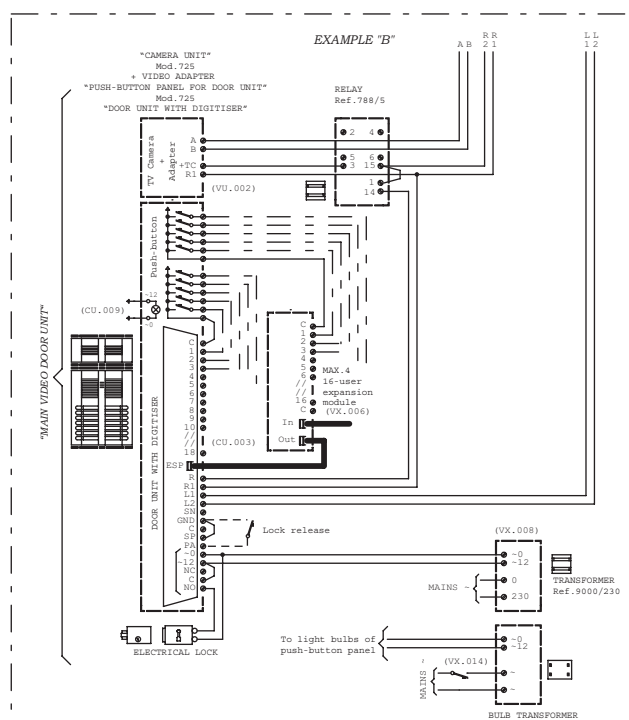 EXAMPLE "B"
A B R2 R1
L1 L2
"CAMERA UNIT"
Mod.725
+ VIDEO ADAPTER
"PUSH-BUTTON PANEL FOR DOOR UNIT"
Mod.725
"DOOR UNIT WITH DIGITISER"
RELAY
Ref.788/5
TV Camera
+
Adapter
A
B
+TC
R1
(VU.002)
2 4
5 6
3 15
1
14
Push-button
~12
(CU.009)
~0
"MAIN VIDEO DOOR UNIT"
DOOR UNIT WITH DIGITISER
C
1
2
3
4
5
6
7
8
9
10
//
//
18
(CU.003)
ESP
R
R1
L1
L2
SN
GND
C
SP
PA
~0
~12
NC
C
NO
C
1
2
3
4
5
6
//
//
16
C
In
Out
MAX.4
16-user
expansion
module
(VX.006)
Lock release
(VX.008)
~0
~12
MAINS ~
0
230
TRANSFORMER
Ref.9000/230
ELECTRICAL LOCK
To light bulbs of
push-button panel
~0
~12
MAINS ~
(VX.014)
~
~
BULB TRANSFORMER